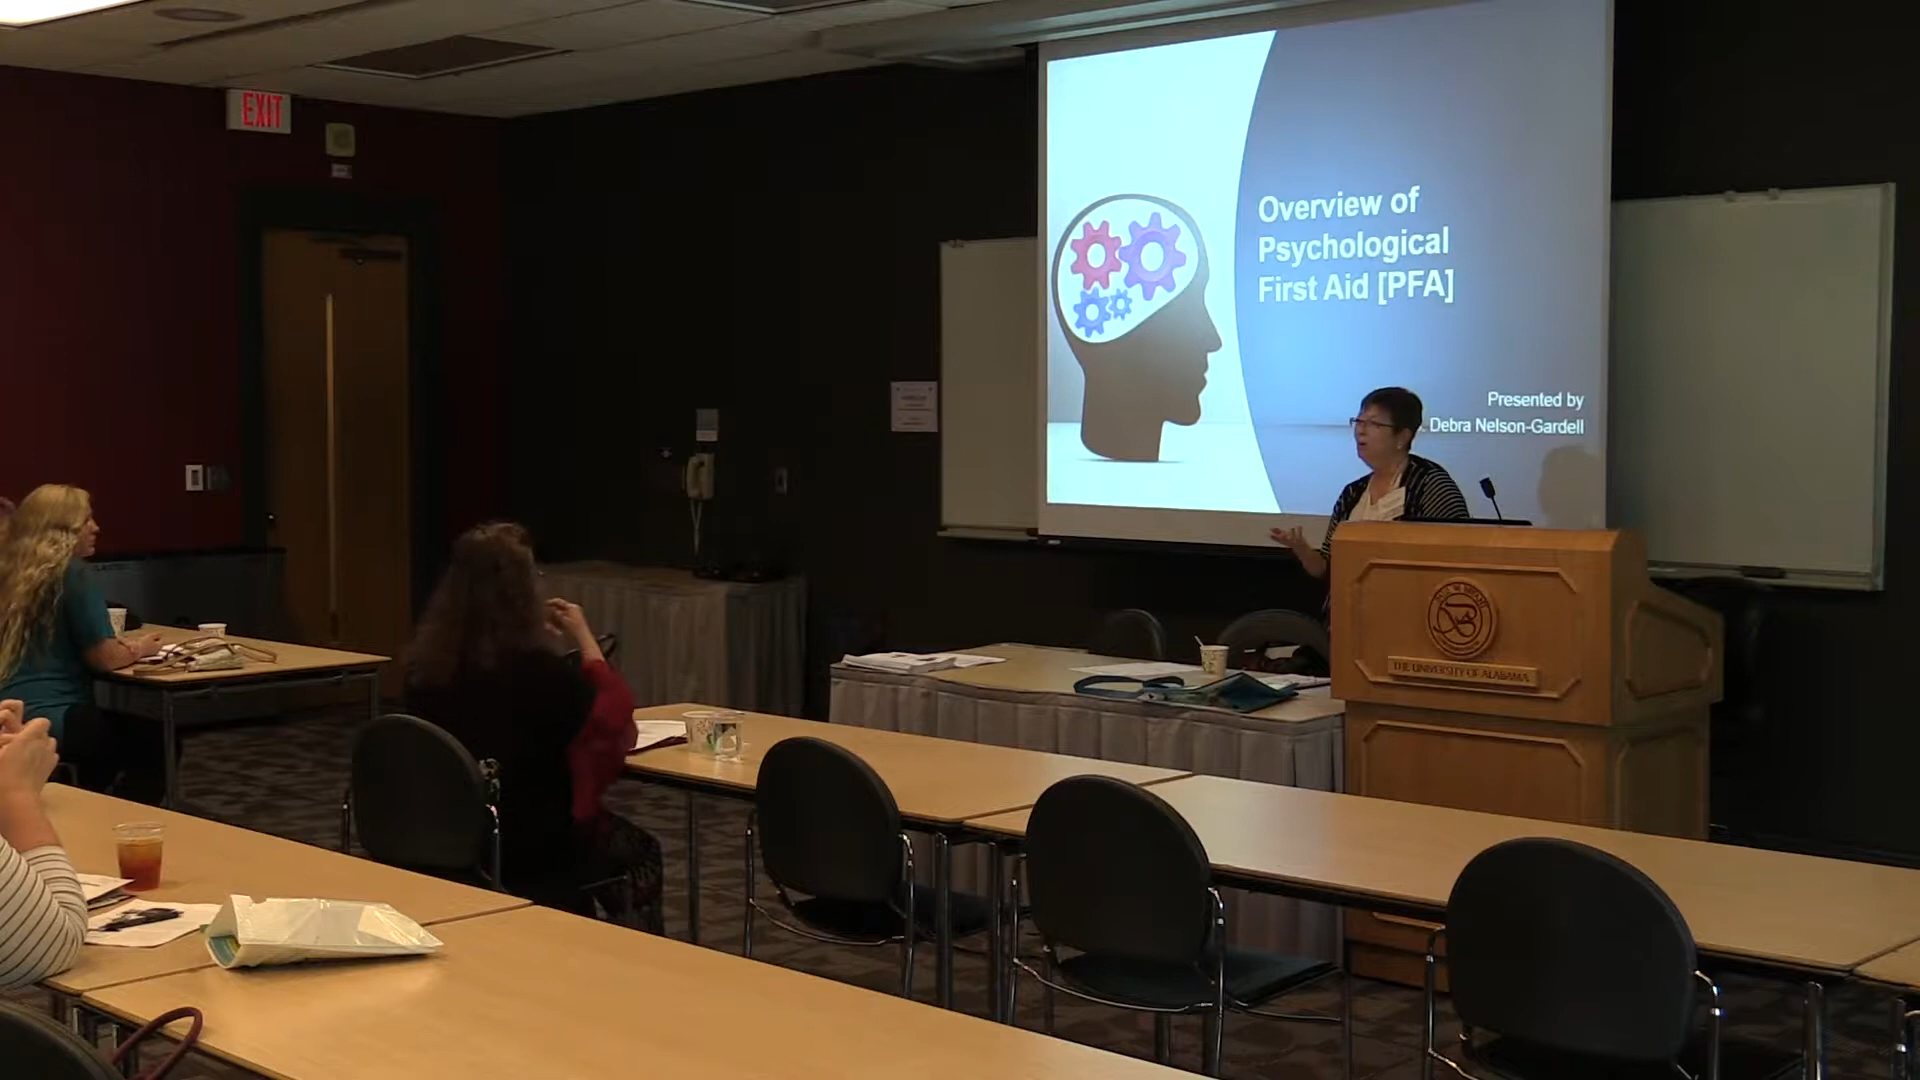 EXIT
Overview of
Psychological
First Aid [PFA]
Presented by
Debra Nelson-Gardell
THE UNIVERSITY OF ALABAMA